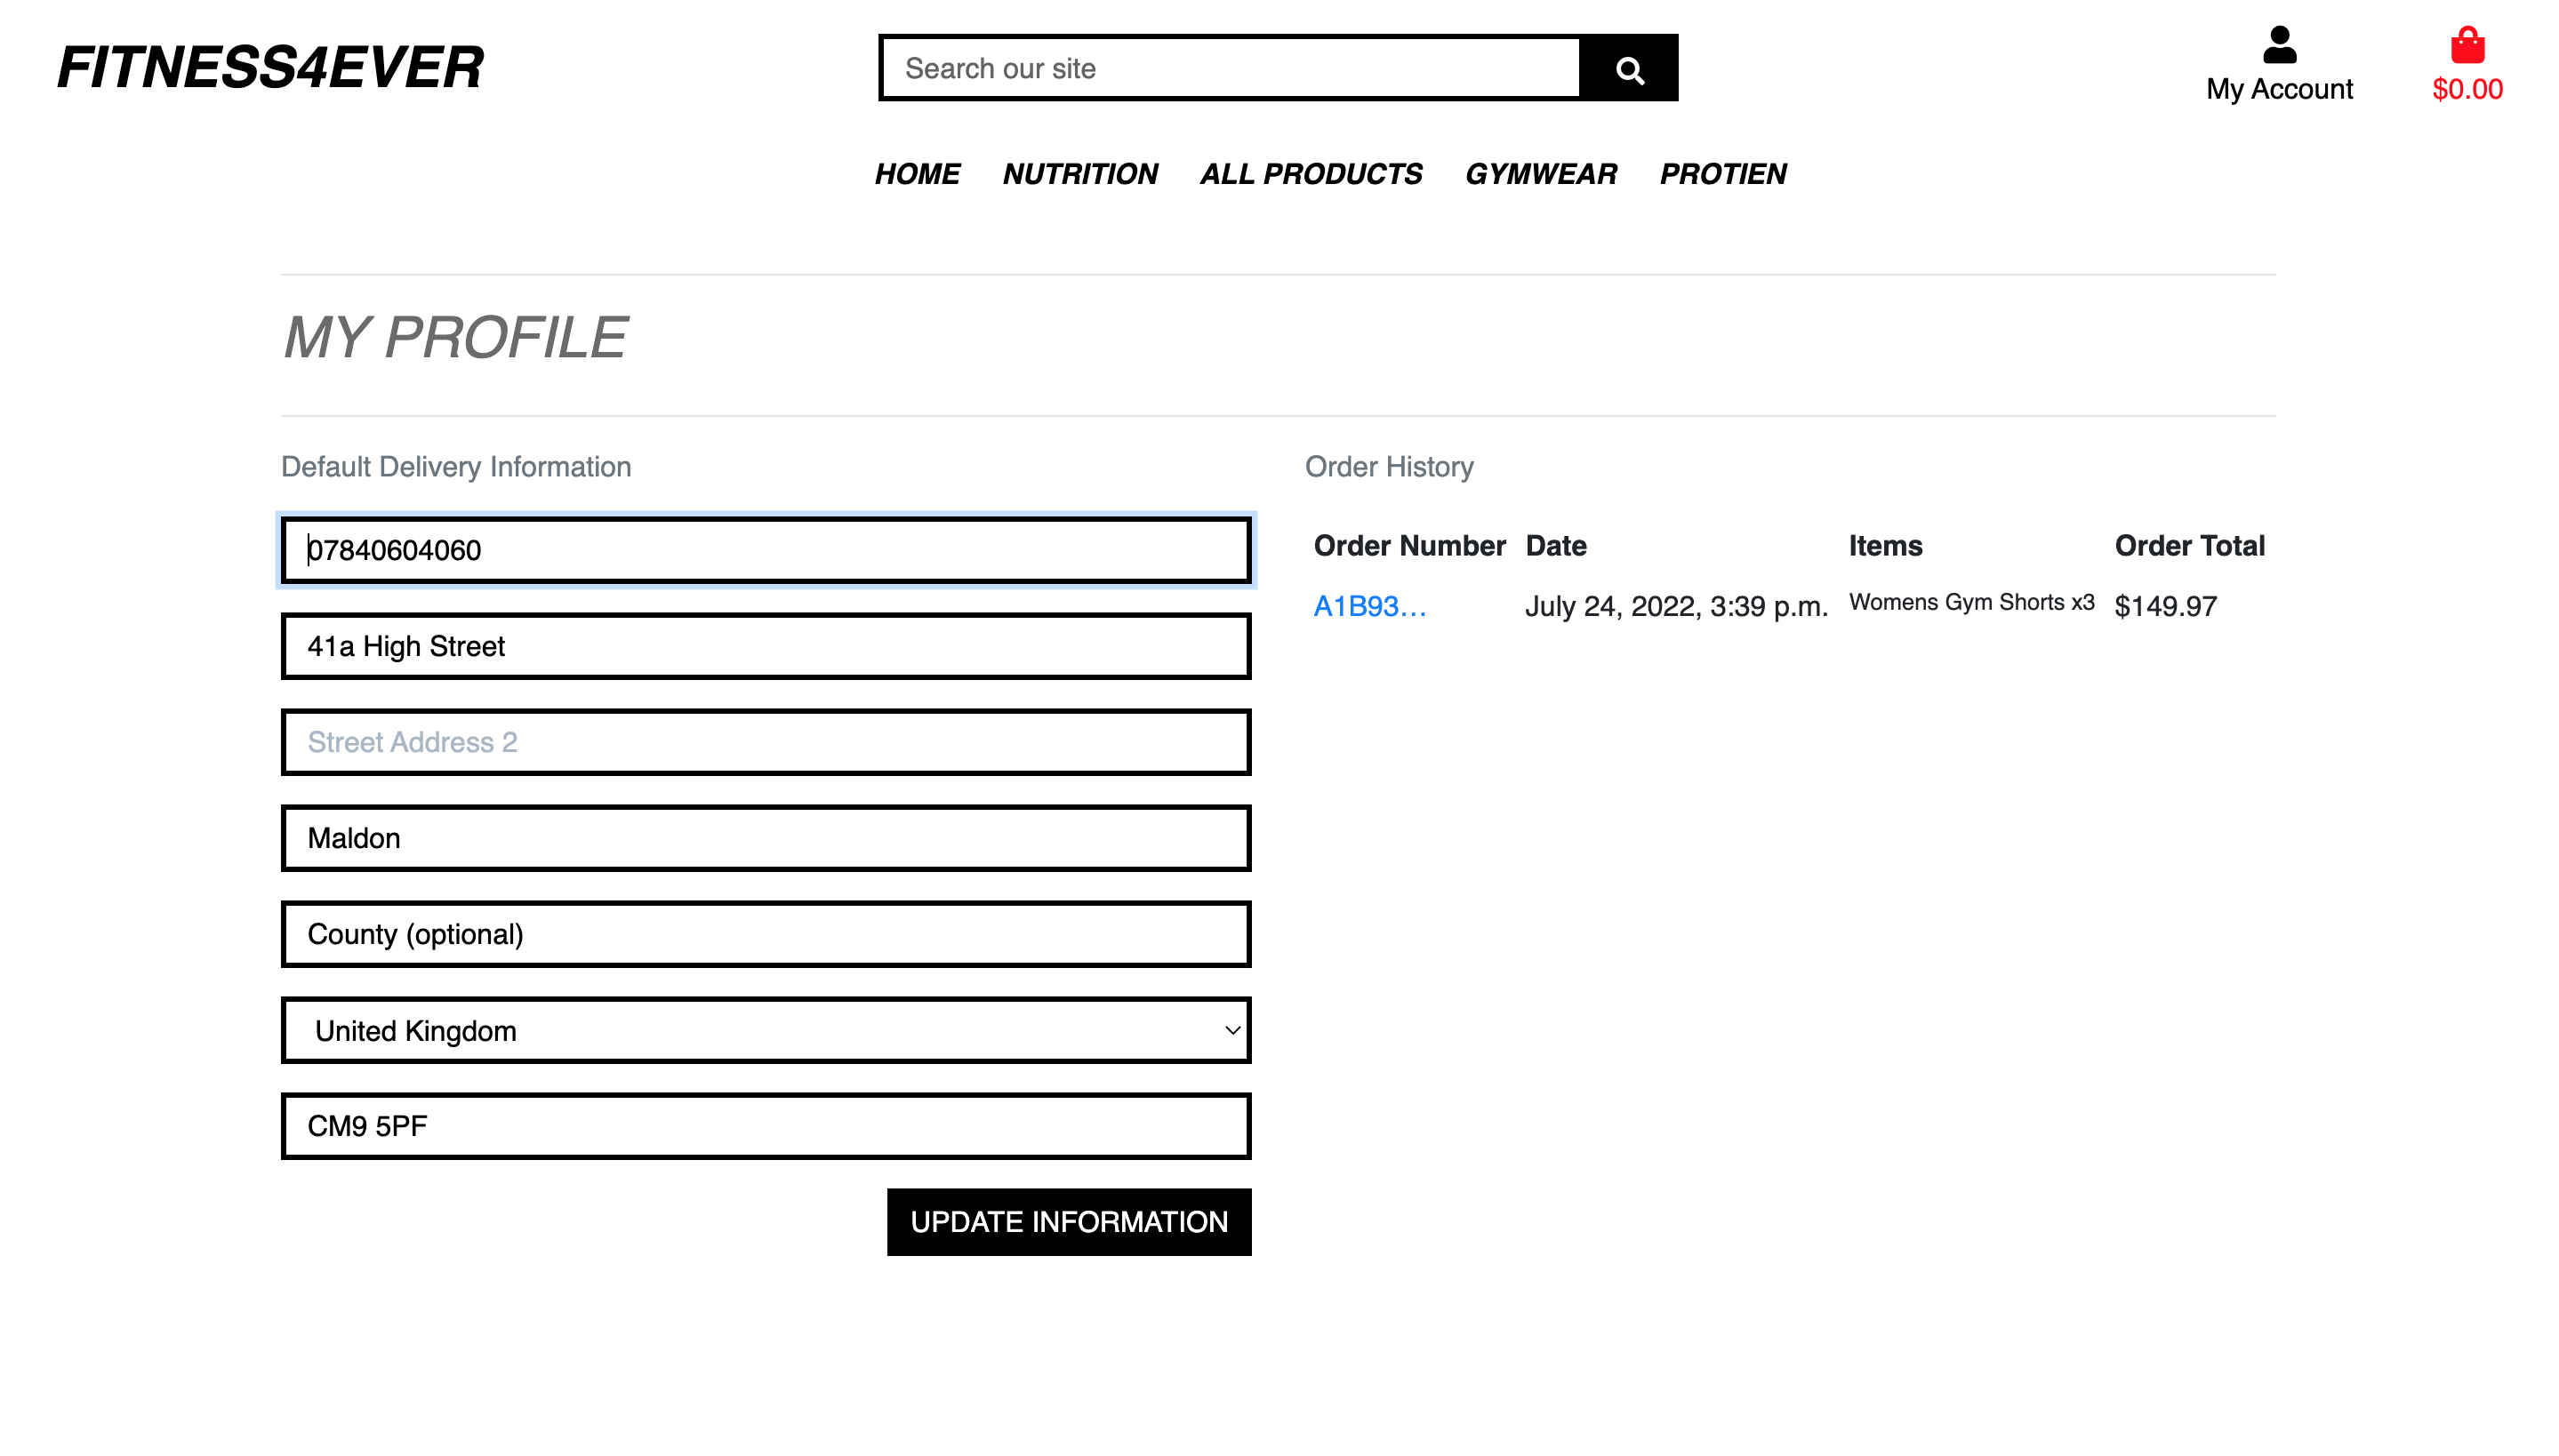 FITNESS4EVER
Search our site
My Account
$0.00
HOME NUTRITION ALL PRODUCTS GYMWEAR PROTIEN
MY PROFILE
Default Delivery Information
07840604060
41a High Street
Street Address 2
Maldon
County (optional)
United Kingdom
CM9 5PF
UPDATE INFORMATION
Order History
Order Number Date Items Order Total
A1B93... July 24, 2022, 3:39 p.m. Womens Gym Shorts x3 $149.97